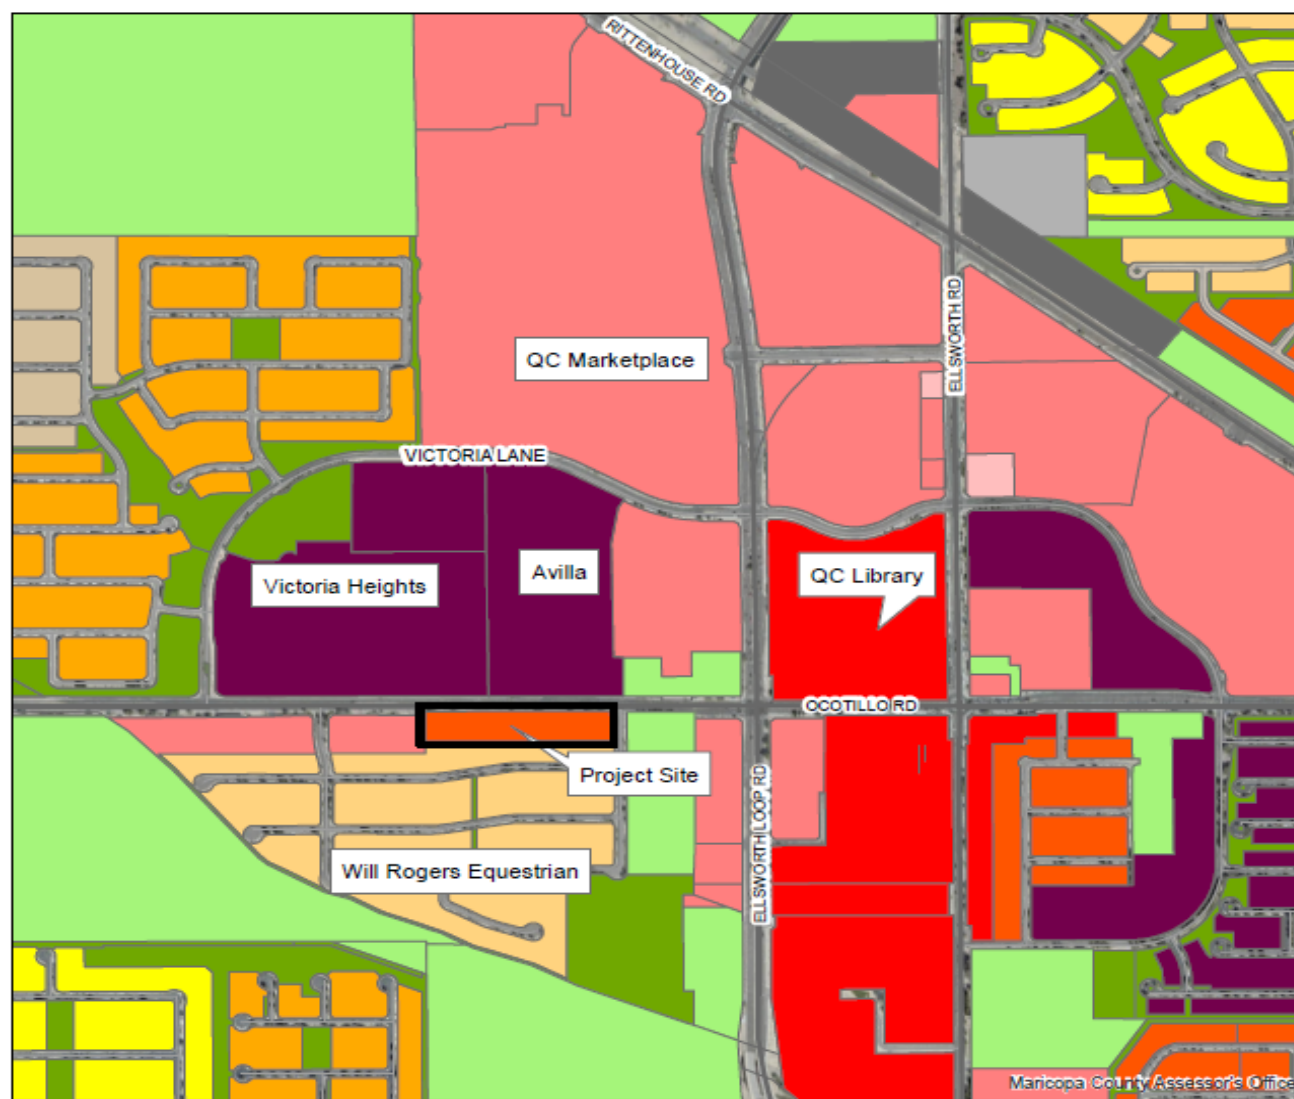 RITTENHOUSE RD
ELLSWORTH RD
QC Marketplace
VICTORIA LANE
Avilla
QC Library
Victoria Heights
OCOTILLO RD
Project Site
ELLSWORTH LOOP RD
Will Rogers Equestrian
Maricopa County Assessor's Office